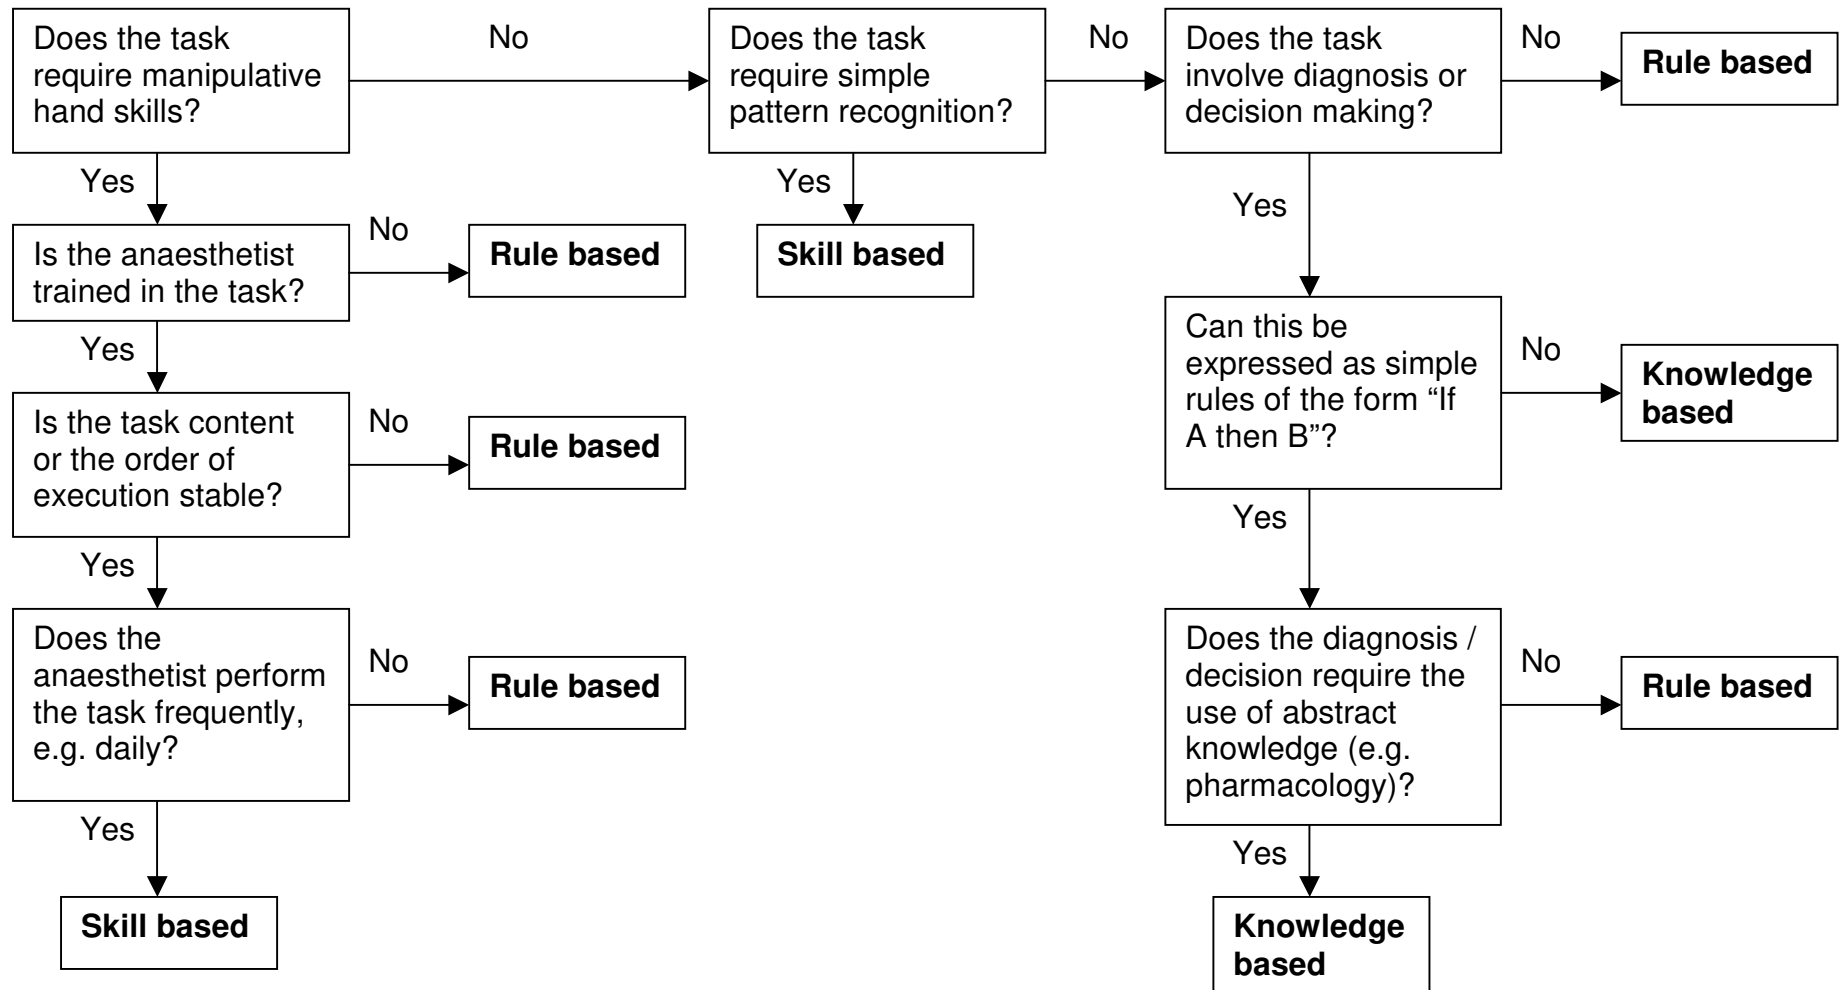 Does the task
require manipulative
hand skills?
No
Does the task
require simple
pattern recognition?
No
Does the task
involve diagnosis or
decision making?
No
Rule based
Yes
Yes
Yes
Is the anaesthetist
trained in the task?
No
Rule based
Skill based
Yes
Can this be
expressed as simple
rules of the form “If
A then B”?
No
Knowledge
based
Is the task content
or the order of
execution stable?
No
Rule based
Yes
Yes
Does the
anaesthetist perform
the task frequently,
e.g. daily?
No
Rule based
Does the diagnosis /
decision require the
use of abstract
knowledge (e.g.
pharmacology)?
No
Rule based
Yes
Yes
Skill based
Knowledge
based